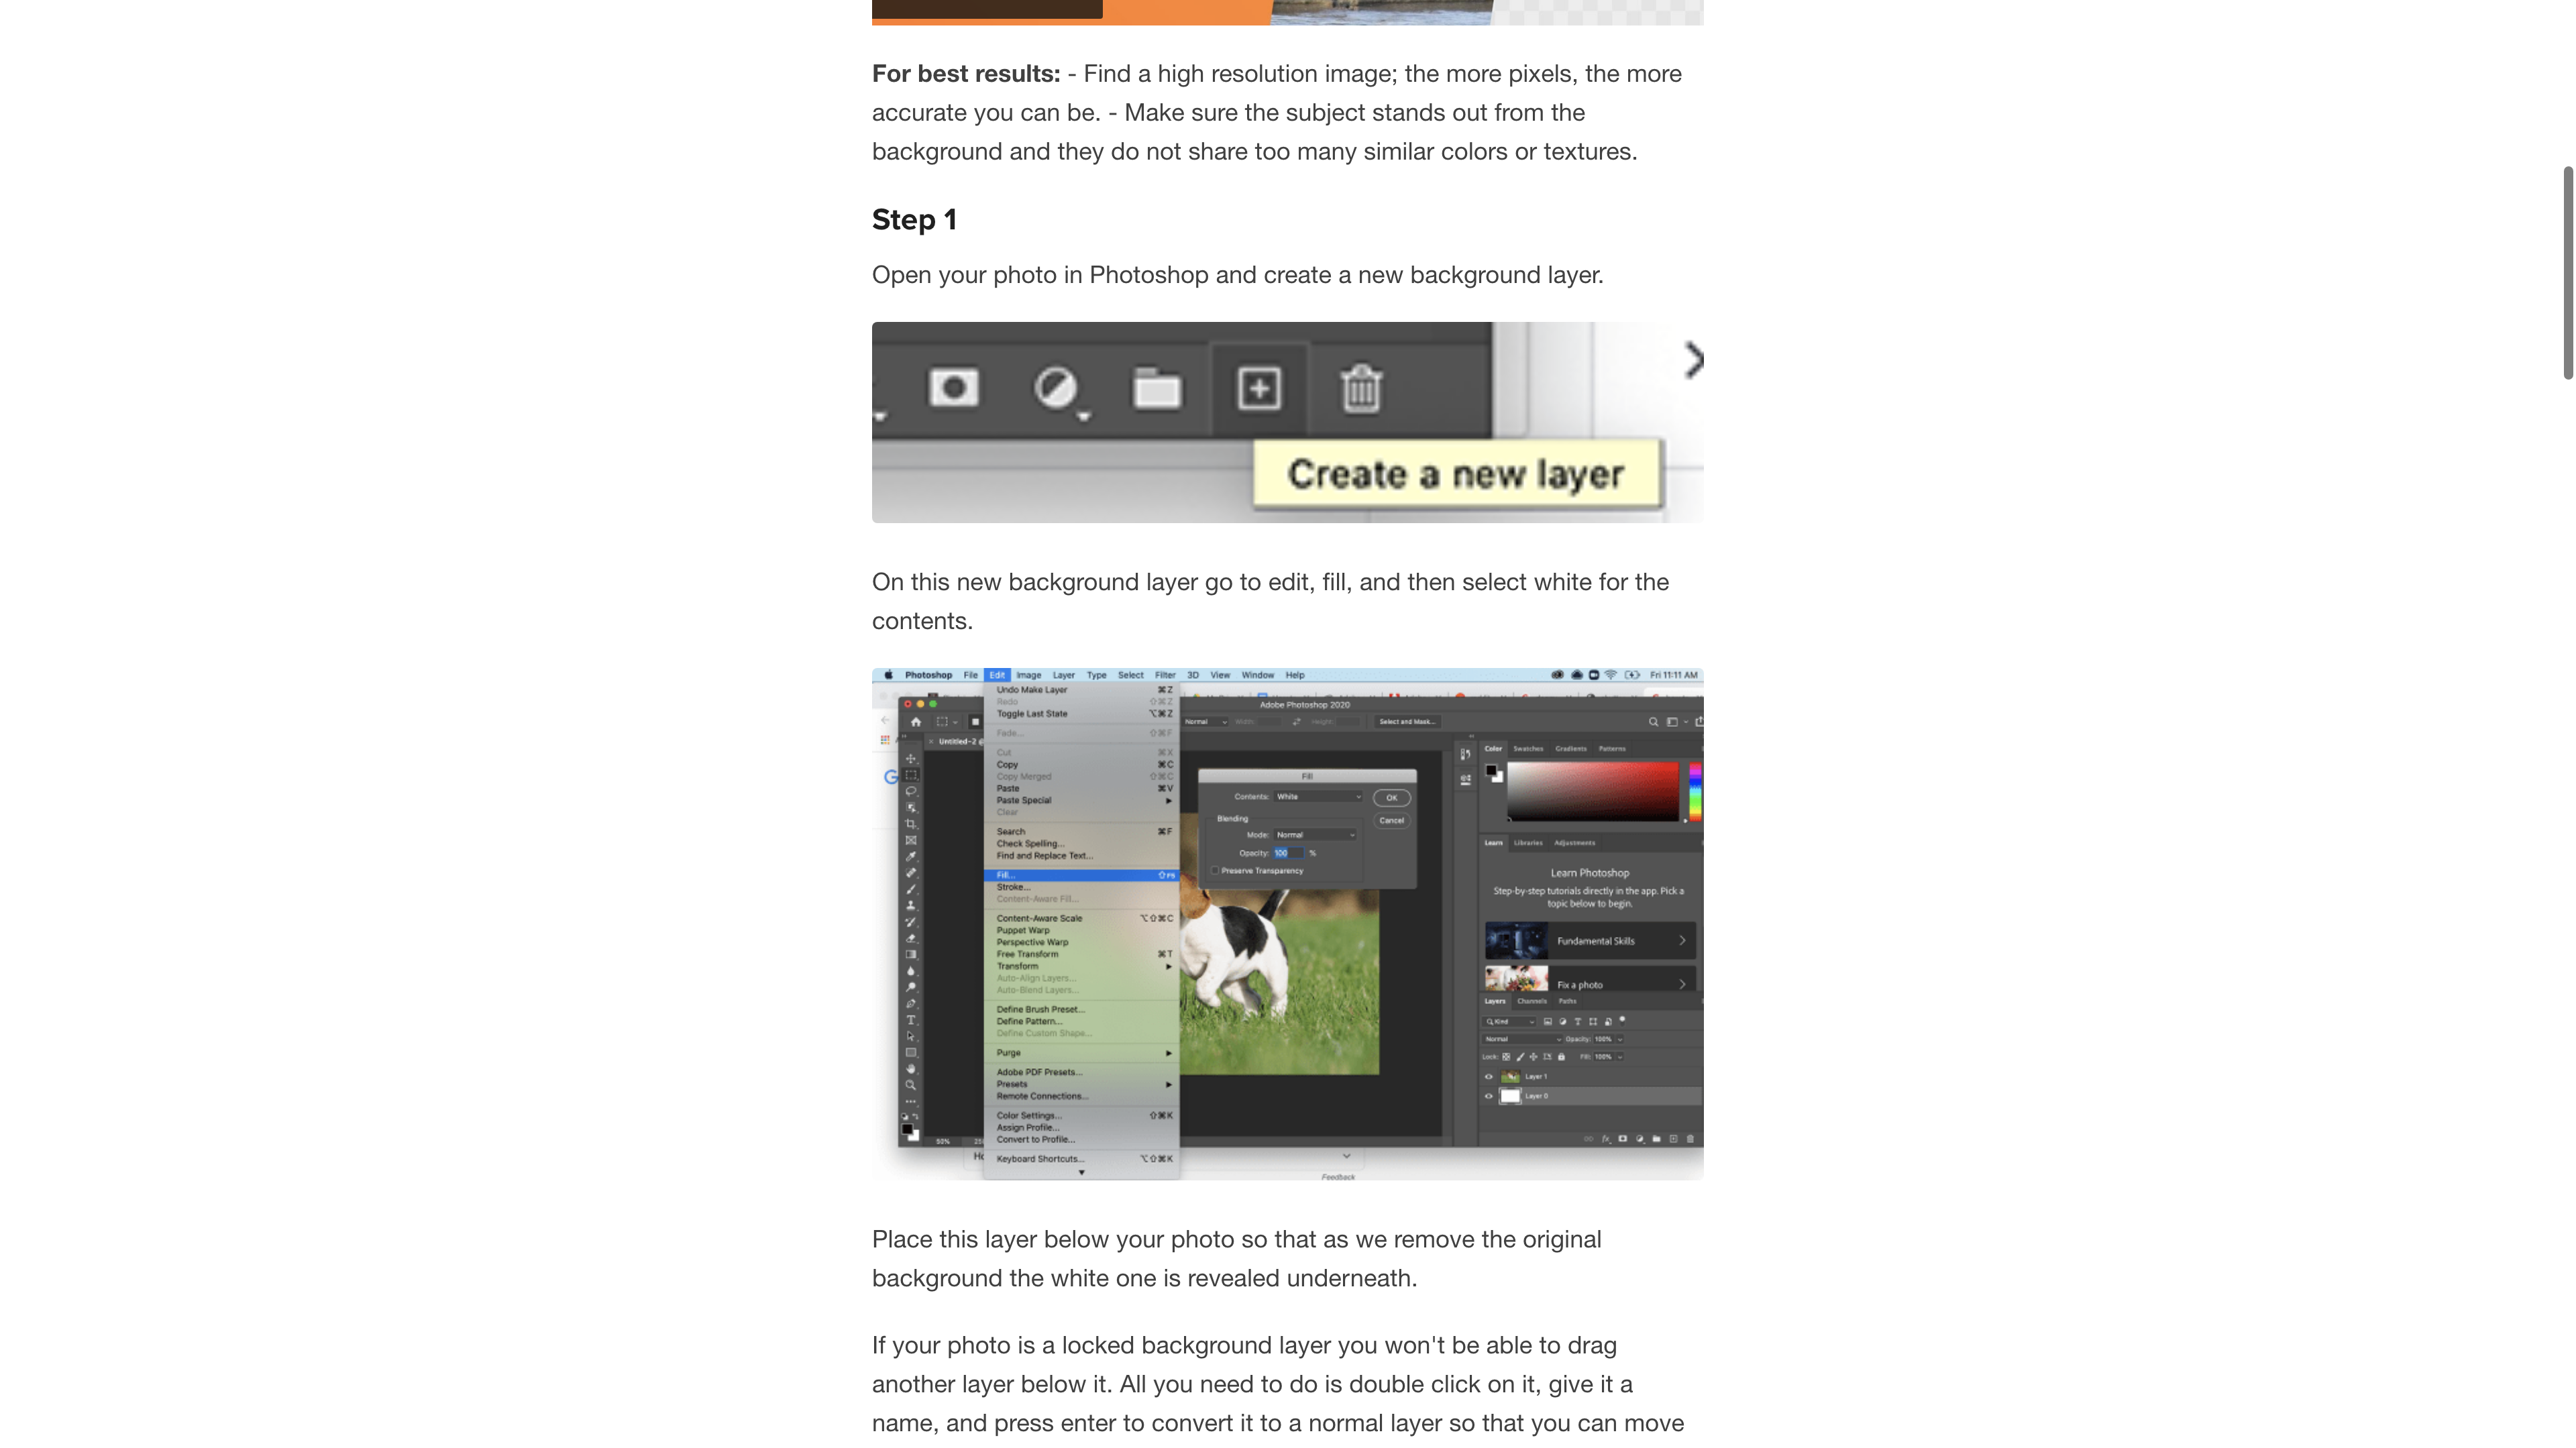 For best results: - Find a high resolution image; the more pixels, the more
accurate you can be. - Make sure the subject stands out from the
background and they do not share too many similar colors or textures.
Step 1
Open your photo in Photoshop and create a new background layer.
Create a new layer
On this new background layer go to edit, fill, and then select white for the
contents.
Photoshop File Edit Image Layer Type Select Filter 3D View Window Help Fri 11:11 AM
Undo Make Layer ⌘Z
Redo ⇧⌘Z
Toggle Last State ⌥⌘Z
Fade... ⇧⌘F
Cut ⌘X
Copy ⌘C
Copy Merged ⇧⌘C
Paste ⌘V
Paste Special
Clear
Search ⌘F
Check Spelling...
Find and Replace Text...
Fill... ⇧F5
Stroke...
Content-Aware Fill...
Content-Aware Scale ⌥⇧⌘C
Puppet Warp
Perspective Warp
Free Transform ⌘T
Transform
Auto-Align Layers...
Auto-Blend Layers...
Define Brush Preset...
Define Pattern...
Define Custom Shape...
Purge
Adobe PDF Presets...
Presets
Remote Connections...
Color Settings... ⇧⌘K
Assign Profile...
Convert to Profile...
Keyboard Shortcuts... ⌥⇧⌘K
Adobe Photoshop 2020
Normal Width: Height: Select and Mask...
Untitled-2 @
50%
Fill
Contents: White OK
Cancel
Blending
Mode: Normal
Opacity: 100 %
Preserve Transparency
Color Swatches Gradients Patterns
Learn Libraries Adjustments
Learn Photoshop
Step-by-step tutorials directly in the app. Pick a
topic below to begin.
Fundamental Skills
Fix a photo
Layers Channels Paths
Kind
Normal Opacity: 100%
Lock: Fill: 100%
Layer 1
Layer 0
Feedback
Place this layer below your photo so that as we remove the original
background the white one is revealed underneath.
If your photo is a locked background layer you won't be able to drag
another layer below it. All you need to do is double click on it, give it a
name, and press enter to convert it to a normal layer so that you can move